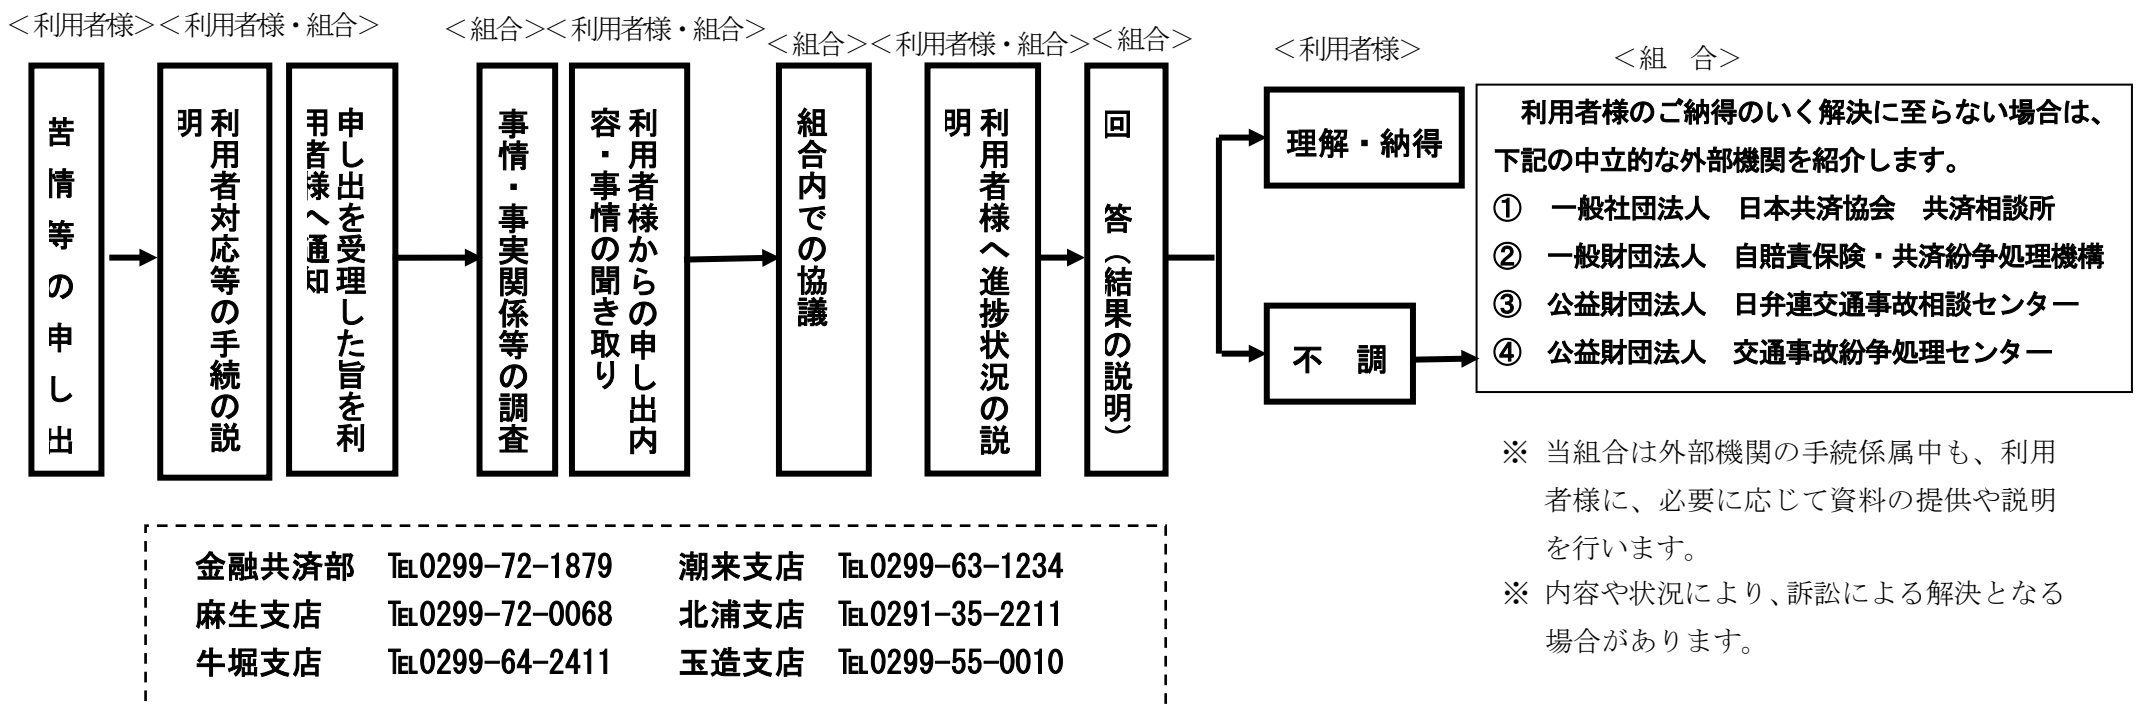 ＜利用者様＞
＜利用者様・組合＞
＜組合＞
＜利用者様・組合＞
＜組合＞
＜利用者様・組合＞
＜組合＞
＜利用者様＞
＜組　合＞
苦情等の申し出
利用者対応等の手続の説
明
申し出を受理した旨を利
用者様へ通知
事情・事実関係等の調査
利用者様からの申し出内
容・事情の聞き取り
組合内での協議
利用者様へ進捗状況の説
明
回　答（結果の説明）
理解・納得
不　調
利用者様のご納得のいく解決に至らない場合は、
下記の中立的な外部機関を紹介します。
①　一般社団法人　日本共済協会　共済相談所
②　一般財団法人　自賠責保険・共済紛争処理機構
③　公益財団法人　日弁連交通事故相談センター
④　公益財団法人　交通事故紛争処理センター
※ 当組合は外部機関の手続係属中も、利用
者様に、必要に応じて資料の提供や説明
を行います。
※ 内容や状況により、訴訟による解決となる
場合があります。
金融共済部　℡0299-72-1879　潮来支店　℡0299-63-1234
麻生支店　℡0299-72-0068　北浦支店　℡0291-35-2211
牛堀支店　℡0299-64-2411　玉造支店　℡0299-55-0010